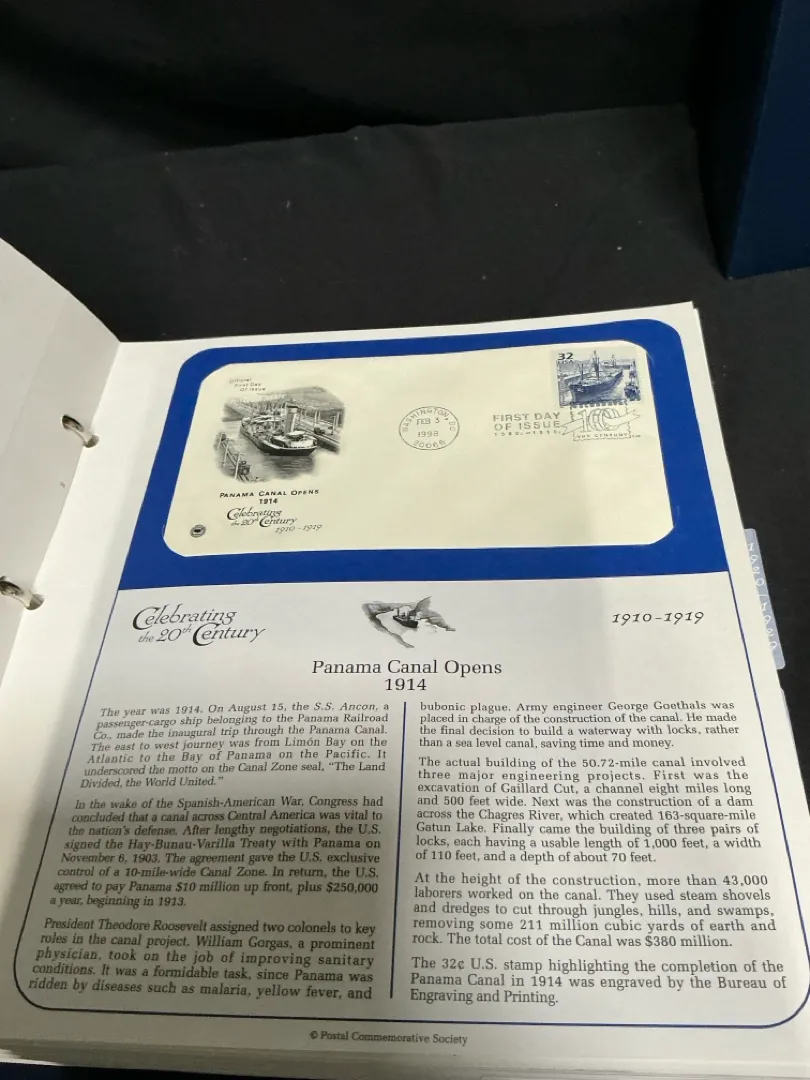 Official
First Day
Of Issue
PANAMA CANAL OPENS
1914
Celebrating
the 20th Century
1910-1919
WASHINGTON, DC
FEB 3
1998
20066
FIRST DAY
OF ISSUE
32
USA
Celebrating
the 20th Century
1910-1919
Panama Canal Opens
1914
The year was 1914. On August 15, the S.S. Ancon, a
passenger-cargo ship belonging to the Panama Railroad
Co., made the inaugural trip through the Panama Canal.
The east to west journey was from Limón Bay on the
Atlantic to the Bay of Panama on the Pacific. It
underscored the motto on the Canal Zone seal, “The Land
Divided, the World United.”
In the wake of the Spanish-American War, Congress had
concluded that a canal across Central America was vital to
the nation's defense. After lengthy negotiations, the U.S.
signed the Hay-Bunau-Varilla Treaty with Panama on
November 6, 1903. The agreement gave the U.S. exclusive
control of a 10-mile-wide Canal Zone. In return, the U.S.
agreed to pay Panama $10 million up front, plus $250,000
a year, beginning in 1913.
President Theodore Roosevelt assigned two colonels to key
roles in the canal project. William Gorgas, a prominent
physician, took on the job of improving sanitary
conditions. It was a formidable task, since Panama was
ridden by diseases such as malaria, yellow fever, and
bubonic plague. Army engineer George Goethals was
placed in charge of the construction of the canal. He made
the final decision to build a waterway with locks, rather
than a sea level canal, saving time and money.
The actual building of the 50.72-mile canal involved
three major engineering projects. First was the
excavation of Gaillard Cut, a channel eight miles long
and 500 feet wide. Next was the construction of a dam
across the Chagres River, which created 163-square-mile
Gatun Lake. Finally came the building of three pairs of
locks, each having a usable length of 1,000 feet, a width
of 110 feet, and a depth of about 70 feet.
At the height of the construction, more than 43,000
laborers worked on the canal. They used steam shovels
and dredges to cut through jungles, hills, and swamps,
removing some 211 million cubic yards of earth and
rock. The total cost of the Canal was $380 million.
The 32¢ U.S. stamp highlighting the completion of the
Panama Canal in 1914 was engraved by the Bureau of
Engraving and Printing.
© Postal Commemorative Society
1920-1929